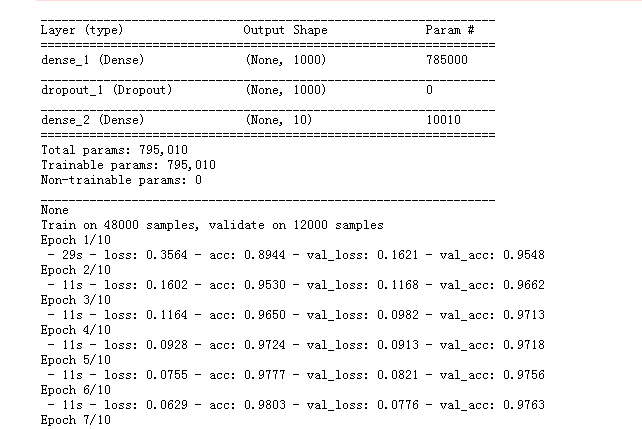 Layer (type) Output Shape Param #
dense_1 (Dense) (None, 1000) 785000
dropout_1 (Dropout) (None, 1000) 0
dense_2 (Dense) (None, 10) 10010
Total params: 795,010
Trainable params: 795,010
Non-trainable params: 0
None
Train on 48000 samples, validate on 12000 samples
Epoch 1/10
- 29s - loss: 0.3564 - acc: 0.8944 - val_loss: 0.1621 - val_acc: 0.9548
Epoch 2/10
- 11s - loss: 0.1602 - acc: 0.9530 - val_loss: 0.1168 - val_acc: 0.9662
Epoch 3/10
- 11s - loss: 0.1164 - acc: 0.9650 - val_loss: 0.0982 - val_acc: 0.9713
Epoch 4/10
- 11s - loss: 0.0928 - acc: 0.9724 - val_loss: 0.0913 - val_acc: 0.9718
Epoch 5/10
- 11s - loss: 0.0755 - acc: 0.9777 - val_loss: 0.0821 - val_acc: 0.9756
Epoch 6/10
- 11s - loss: 0.0629 - acc: 0.9803 - val_loss: 0.0776 - val_acc: 0.9763
Epoch 7/10